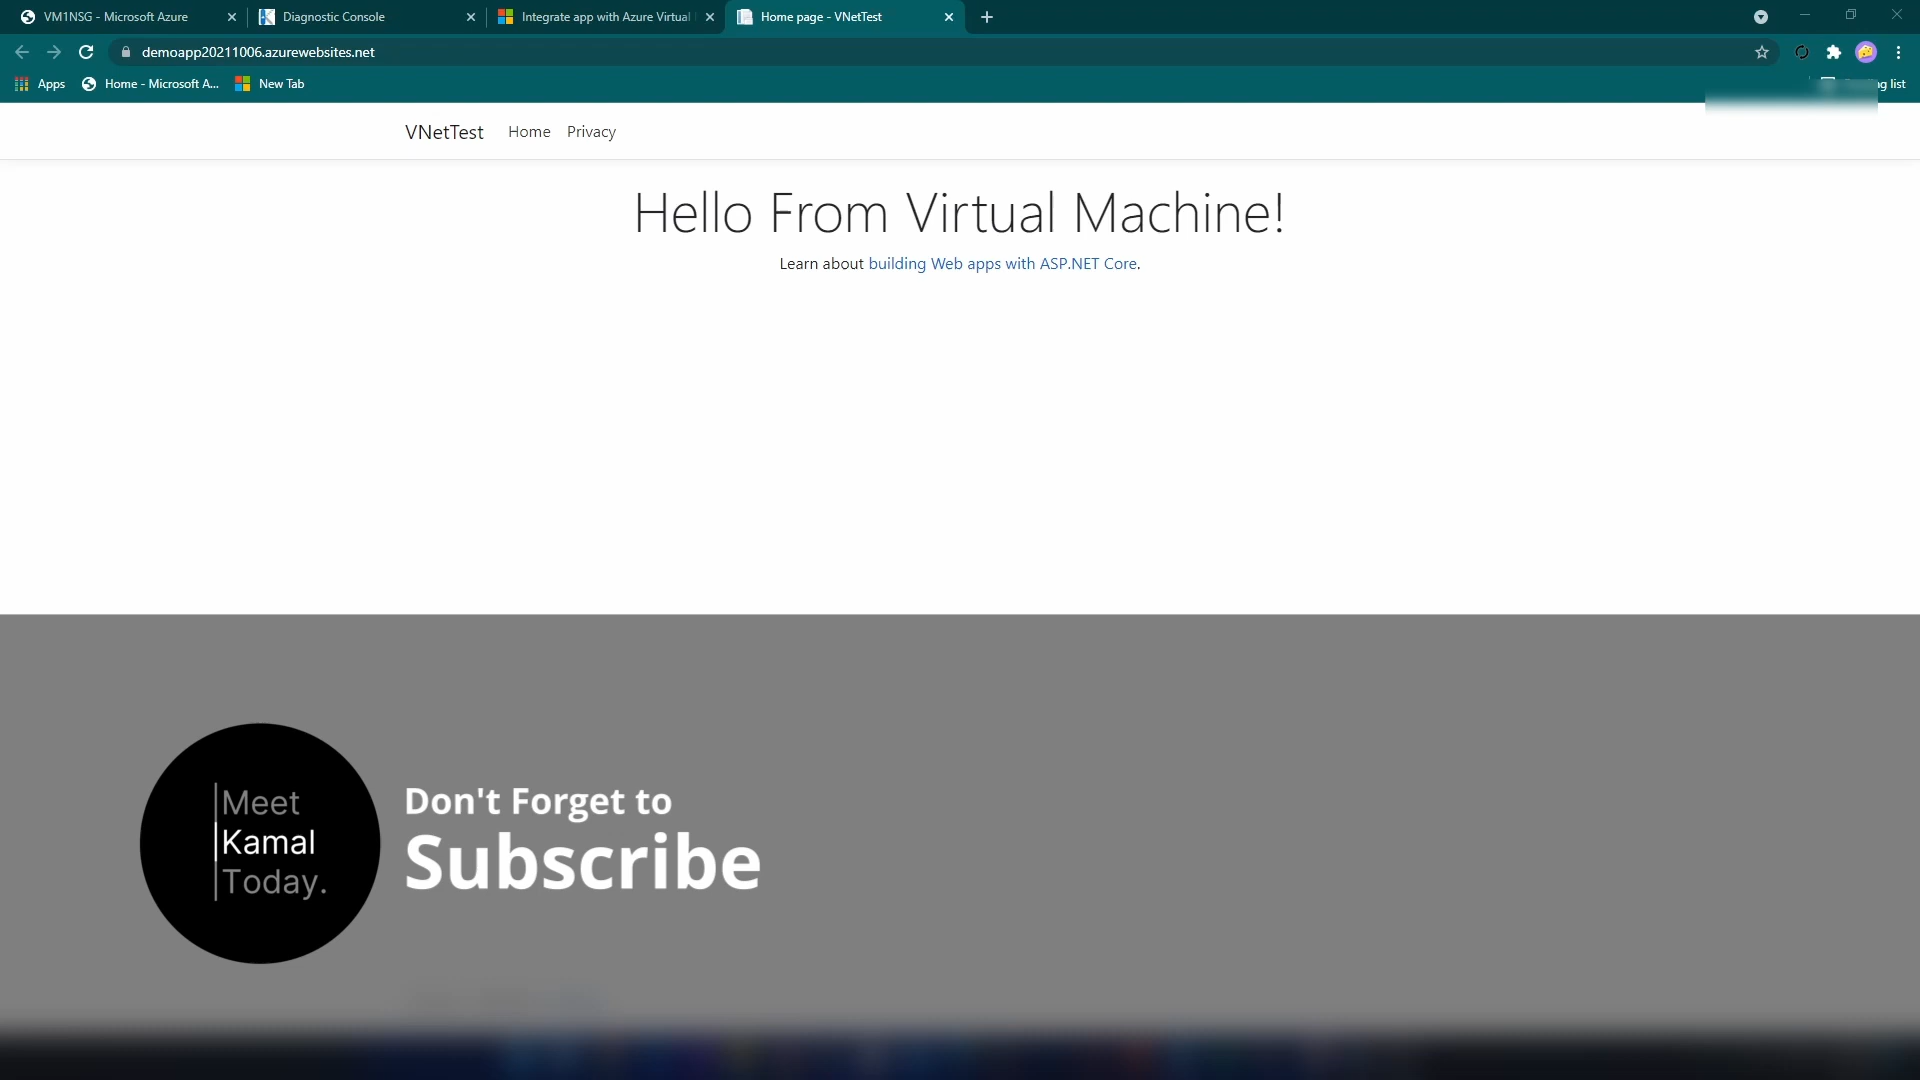 VM1NSG - Microsoft Azure
Diagnostic Console
Integrate app with Azure Virtual
Home page - VNetTest
demoapp20211006.azurewebsites.net
Apps
Home - Microsoft A...
New Tab
g list
VNetTest
Home
Privacy
Hello From Virtual Machine!
Learn about building Web apps with ASP.NET Core.
Meet
Kamal
Today.
Don't Forget to
Subscribe